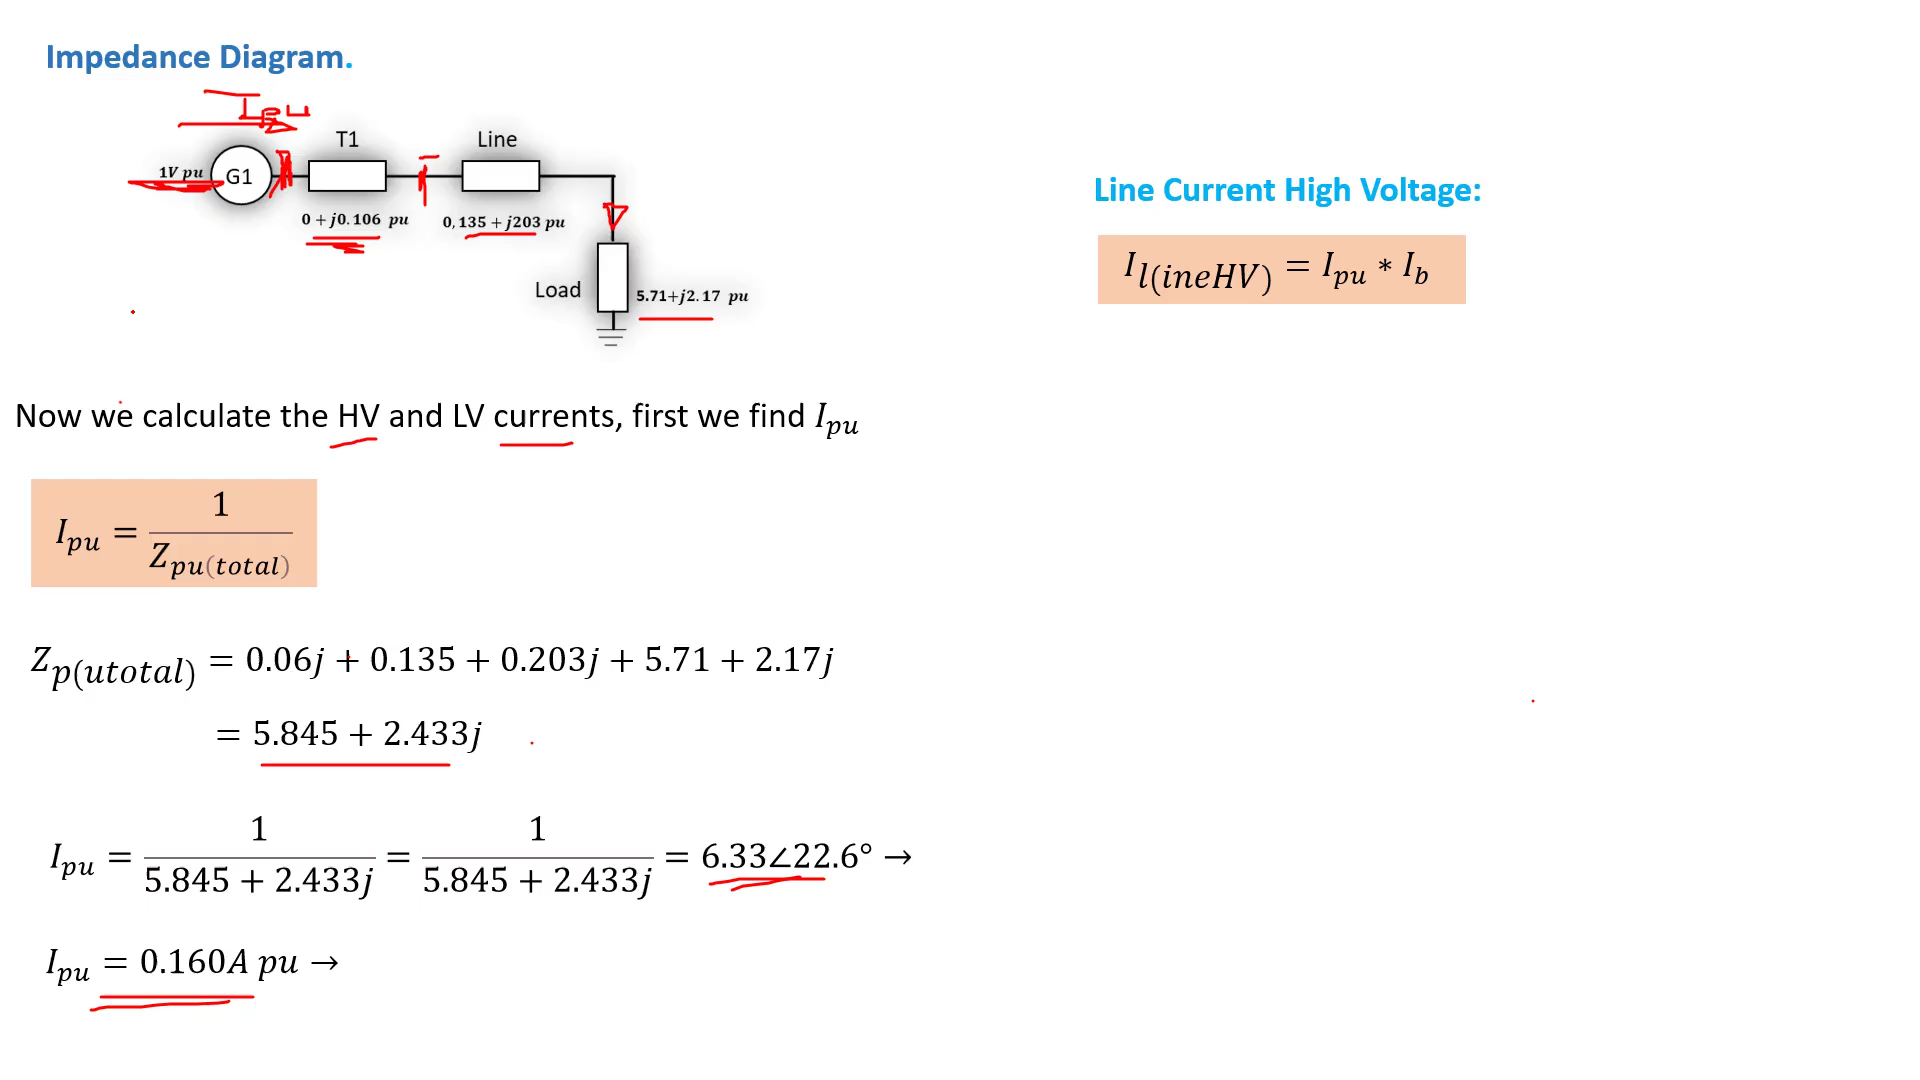 Impedance Diagram.
Ipu
T1
Line
1V pu
G1
0 + j0.106 pu
0,135 + j203 pu
Load
5.71+j2.17 pu
Now we calculate the HV and LV currents, first we find I_pu
I_pu = 1 / Z_pu(total)
Z_p(utotal) = 0.06j + 0.135 + 0.203j + 5.71 + 2.17j
= 5.845 + 2.433j
I_pu = 1 / (5.845 + 2.433j) = 1 / (5.845 + 2.433j) = 6.33∠22.6° →
I_pu = 0.160A pu →
Line Current High Voltage:
I_l(ineHV) = I_pu * I_b